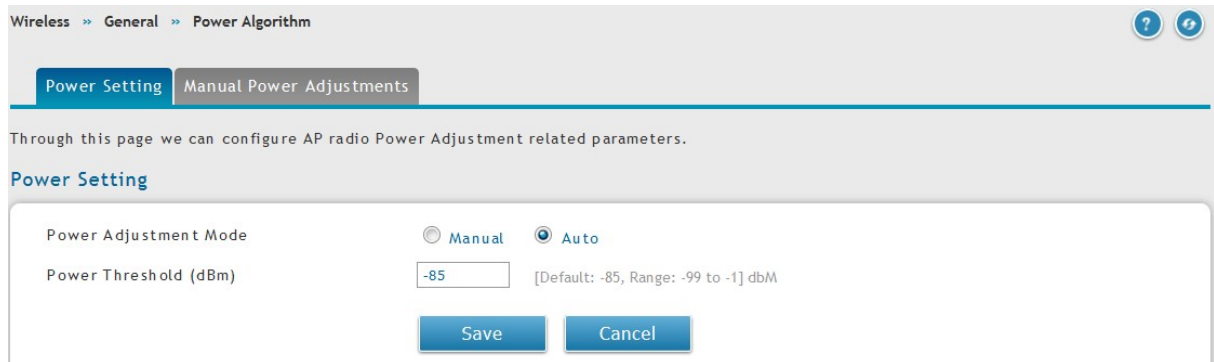 Wireless » General » Power Algorithm
?
Power Setting Manual Power Adjustments
Through this page we can configure AP radio Power Adjustment related parameters.
Power Setting
Power Adjustment Mode Manual Auto
Power Threshold (dBm) -85 [Default: -85, Range: -99 to -1] dbM
Save Cancel